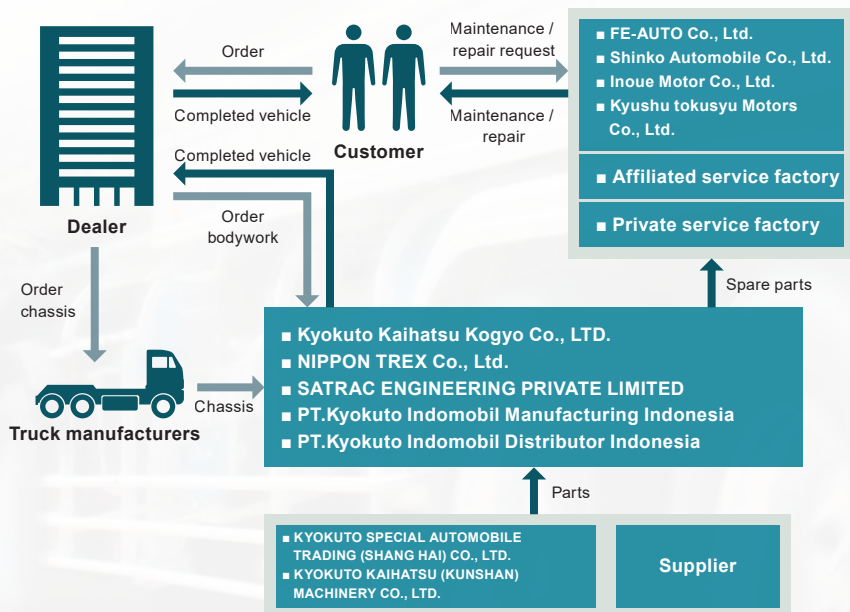 Order
Completed vehicle
Customer
Maintenance /
repair request
Maintenance /
repair
■ FE-AUTO Co., Ltd.
■ Shinko Automobile Co., Ltd.
■ Inoue Motor Co., Ltd.
■ Kyushu tokusyu Motors
Co., Ltd.
■ Affiliated service factory
■ Private service factory
Dealer
Completed vehicle
Order
bodywork
Order
chassis
Spare parts
Truck manufacturers
Chassis
■ Kyokuto Kaihatsu Kogyo Co., LTD.
■ NIPPON TREX Co., Ltd.
■ SATRAC ENGINEERING PRIVATE LIMITED
■ PT.Kyokuto Indomobil Manufacturing Indonesia
■ PT.Kyokuto Indomobil Distributor Indonesia
Parts
■ KYOKUTO SPECIAL AUTOMOBILE
TRADING (SHANG HAI) CO., LTD.
■ KYOKUTO KAIHATSU (KUNSHAN)
MACHINERY CO., LTD.
Supplier